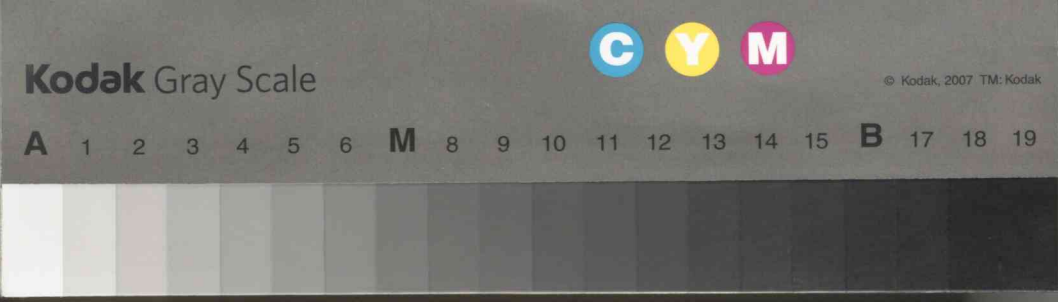 C Y M
Kodak Gray Scale
© Kodak, 2007 TM: Kodak
A 1 2 3 4 5 6 M 8 9 10 11 12 13 14 15 B 17 18 19